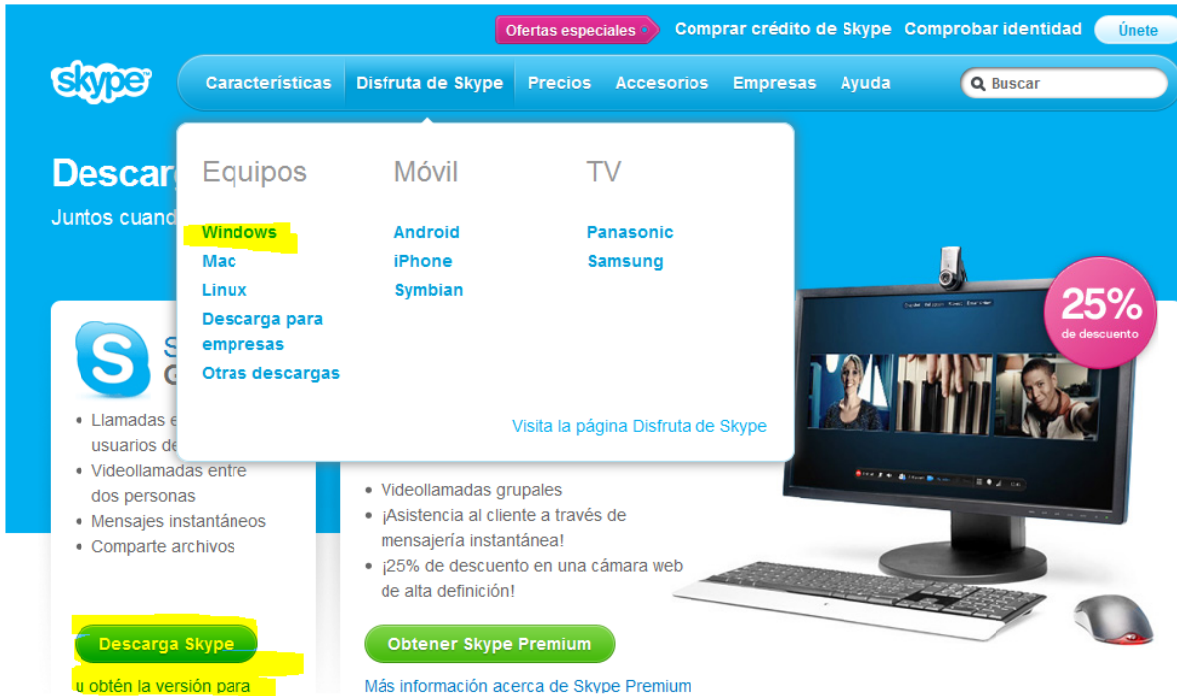 Ofertas especiales
Comprar crédito de Skype
Comprobar identidad
Únete
skype
Características
Disfruta de Skype
Precios
Accesorios
Empresas
Ayuda
Buscar
Descar
Juntos cuand
Equipos
Windows
Mac
Linux
Descarga para
empresas
Otras descargas
Móvil
Android
iPhone
Symbian
TV
Panasonic
Samsung
Visita la página Disfruta de Skype
25%
de descuento
S
S
G
Llamadas e
usuarios de
Videollamadas entre
dos personas
Mensajes instantáneos
Comparte archivos
Descarga Skype
u obtén la versión para
Videollamadas grupales
¡Asistencia al cliente a través de
mensajería instantánea!
¡25% de descuento en una cámara web
de alta definición!
Obtener Skype Premium
Más información acerca de Skype Premium